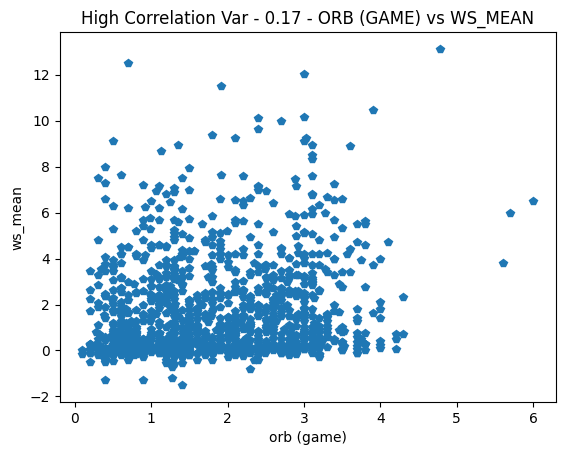 High Correlation Var - 0.17 - ORB (GAME) vs WS_MEAN
12
10
8
6
4
2
0
−2
ws_mean
0 1 2 3 4 5 6
orb (game)